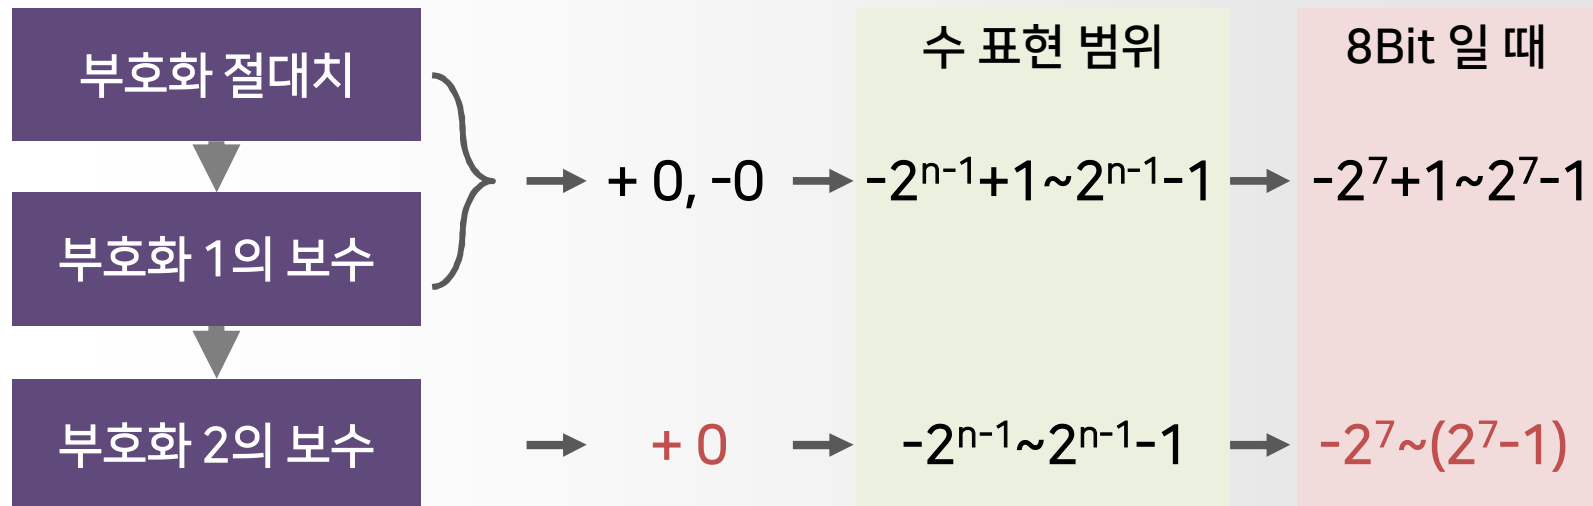 부호화 절대치
부호화 1의 보수
부호화 2의 보수
+ 0, -0
+ 0
수 표현 범위
-2ⁿ⁻¹+1~2ⁿ⁻¹-1
-2ⁿ⁻¹~2ⁿ⁻¹-1
8Bit 일 때
-2⁷+1~2⁷-1
-2⁷~(2⁷-1)